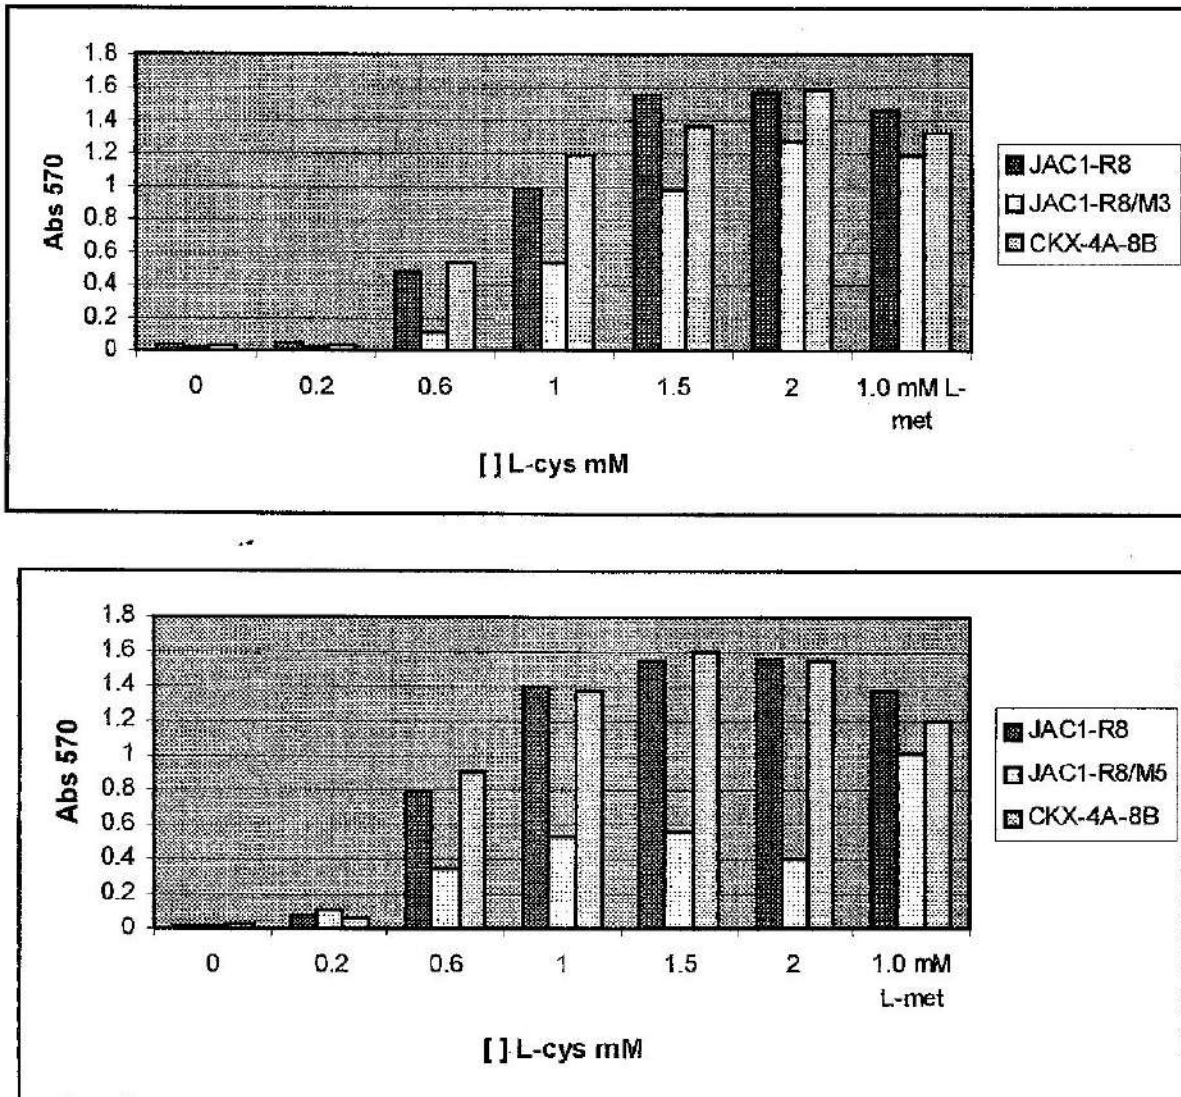 1.8
1.6
1.4
1.2
1
0.8
0.6
0.4
0.2
0
Abs 570
0 0.2 0.6 1 1.5 2 1.0 mM L-
met
[ ] L-cys mM
JAC1-R8
JAC1-R8/M3
CKX-4A-8B
1.8
1.6
1.4
1.2
1
0.8
0.6
0.4
0.2
0
Abs 570
0 0.2 0.6 1 1.5 2 1.0 mM
L-met
[ ] L-cys mM
JAC1-R8
JAC1-R8/M5
CKX-4A-8B